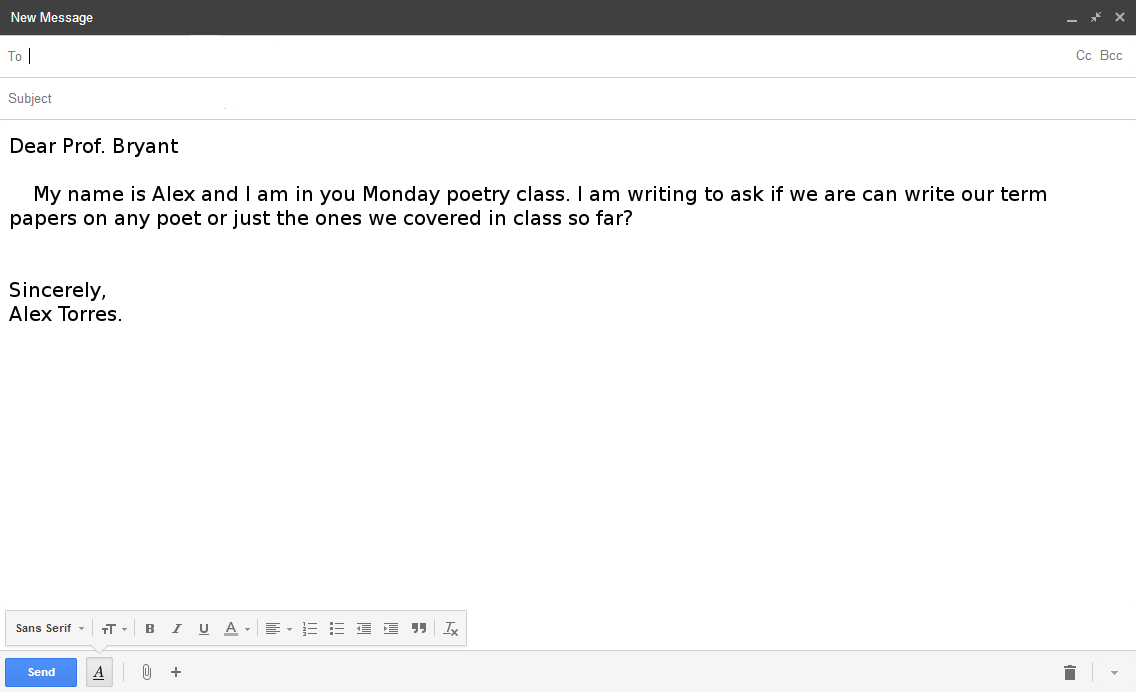 New Message
To
Cc Bcc
Subject
Dear Prof. Bryant
My name is Alex and I am in you Monday poetry class. I am writing to ask if we are can write our term
papers on any poet or just the ones we covered in class so far?
Sincerely,
Alex Torres.
Sans Serif
Send